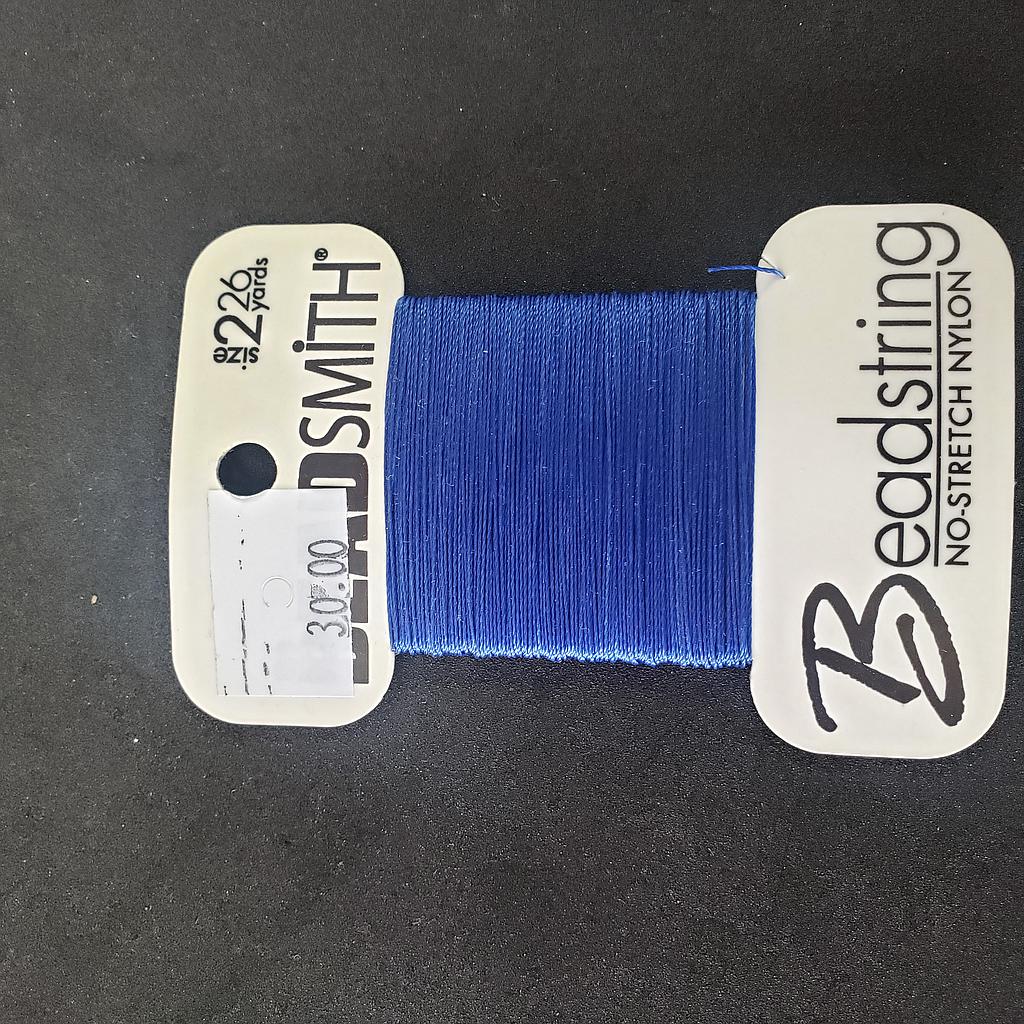 size 2 26 yards
BEADSMiTH®
30.00
Beadstring
NO-STRETCH NYLON